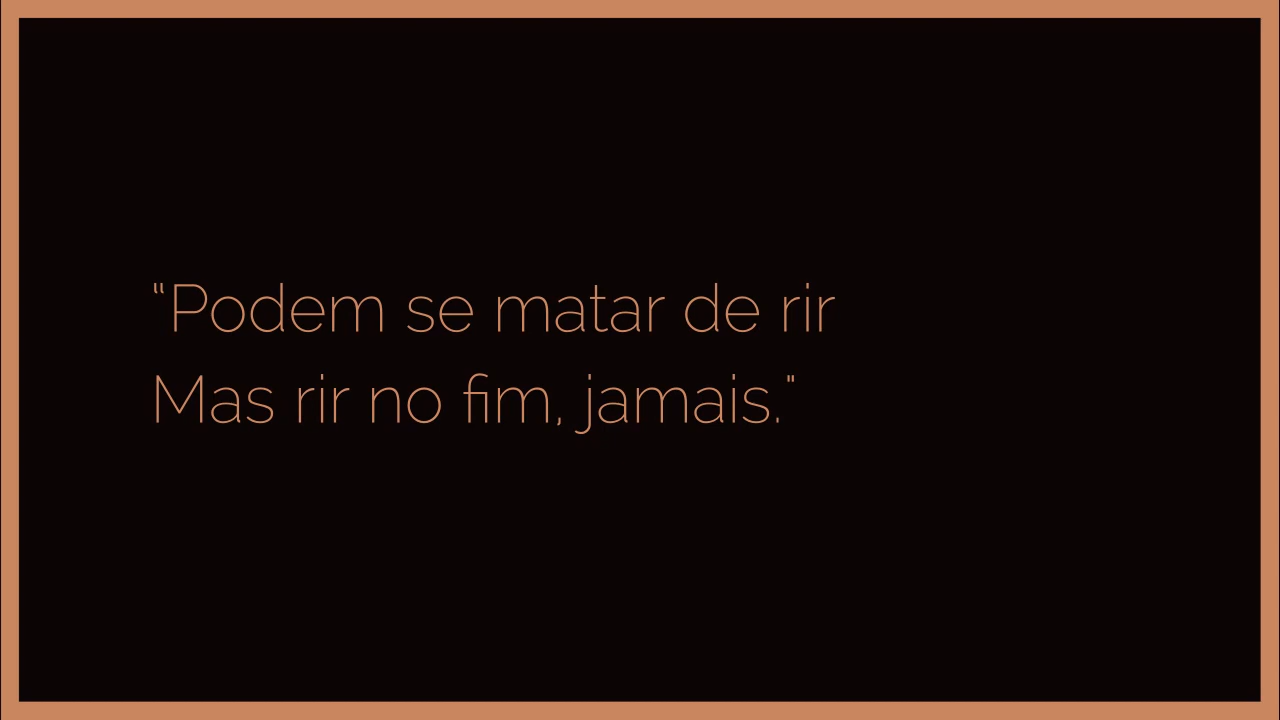 “Podem se matar de rir
Mas rir no fim, jamais."